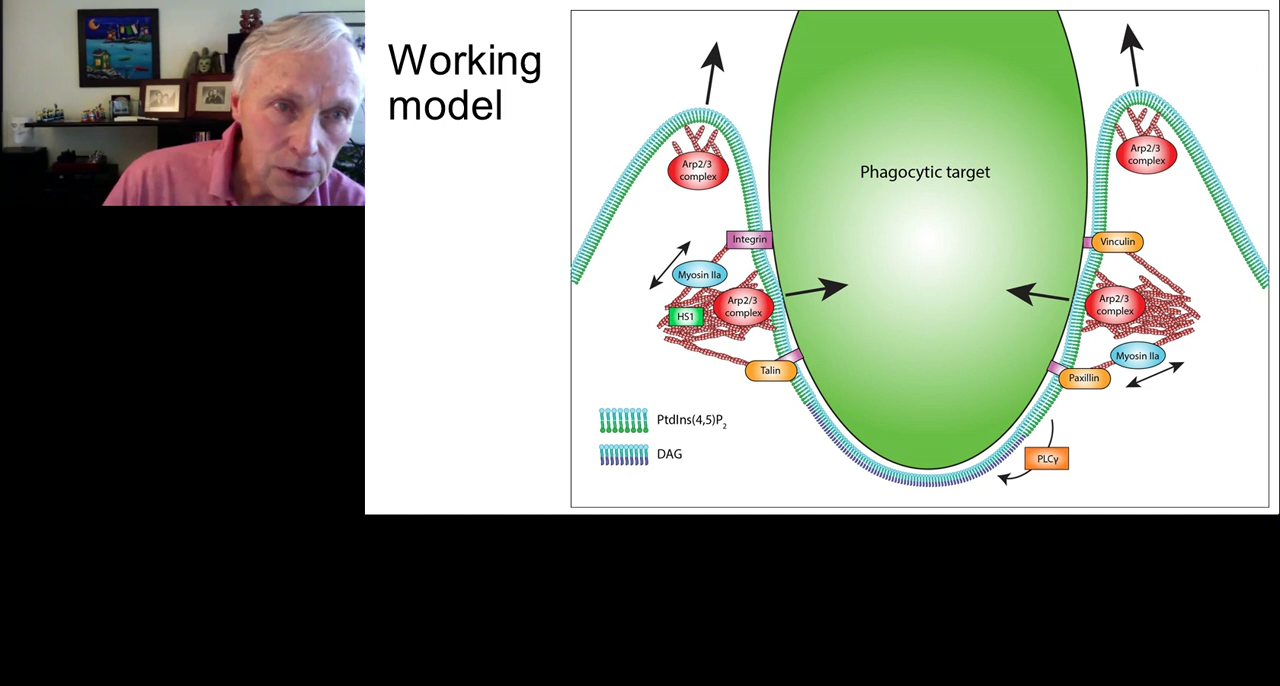 Working
model
Phagocytic target
Arp2/3
complex
Arp2/3
complex
Integrin
Vinculin
Myosin IIa
Arp2/3
complex
HS1
Arp2/3
complex
Myosin IIa
Talin
Paxillin
PtdIns(4,5)P₂
DAG
PLCγ